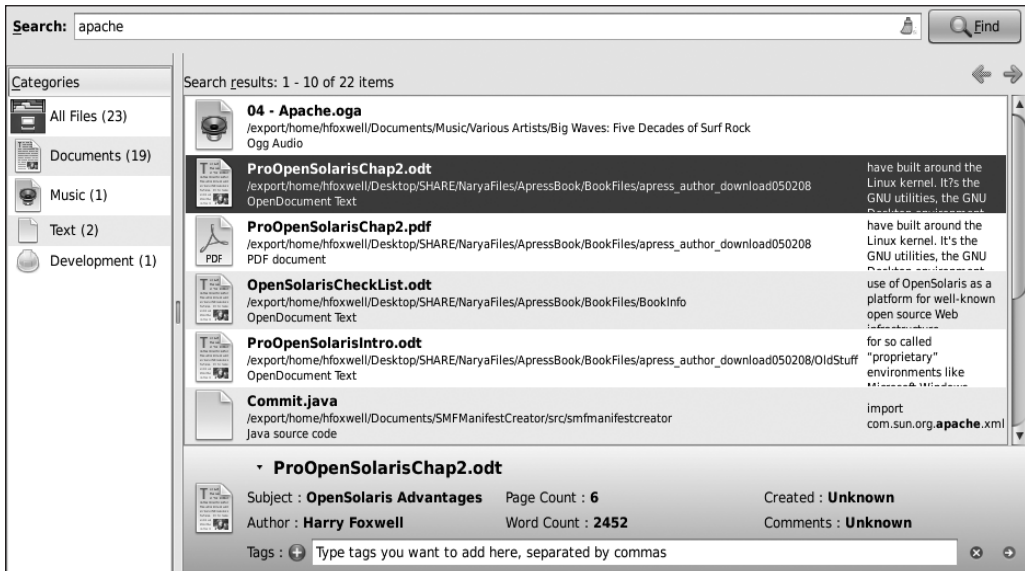 Search: apache
Find
Categories
All Files (23)
Documents (19)
Music (1)
Text (2)
Development (1)
Search results: 1 - 10 of 22 items
04 - Apache.oga
/export/home/hfoxwell/Documents/Music/Various Artists/Big Waves: Five Decades of Surf Rock
Ogg Audio
ProOpenSolarisChap2.odt
/export/home/hfoxwell/Desktop/SHARE/NaryaFiles/ApressBook/BookFiles/apress_author_download050208
OpenDocument Text
have built around the
Linux kernel. It?s the
GNU utilities, the GNU
Desktop environment
ProOpenSolarisChap2.pdf
/export/home/hfoxwell/Desktop/SHARE/NaryaFiles/ApressBook/BookFiles/apress_author_download050208
PDF document
PDF
have built around the
Linux kernel. It's the
GNU utilities, the GNU
Desktop environment
OpenSolarisCheckList.odt
/export/home/hfoxwell/Desktop/SHARE/NaryaFiles/ApressBook/BookFiles/BookInfo
OpenDocument Text
use of OpenSolaris as a
platform for well-known
open source Web
infrastructure
ProOpenSolarisIntro.odt
/export/home/hfoxwell/Desktop/SHARE/NaryaFiles/ApressBook/BookFiles/apress_author_download050208/OldStuff
OpenDocument Text
for so called
"proprietary"
environments like
Microsoft Windows
Commit.java
/export/home/hfoxwell/Documents/SMFManifestCreator/src/smfmanifestcreator
Java source code
import
com.sun.org.apache.xml
ProOpenSolarisChap2.odt
Subject : OpenSolaris Advantages Page Count : 6 Created : Unknown
Author : Harry Foxwell Word Count : 2452 Comments : Unknown
Tags : Type tags you want to add here, separated by commas